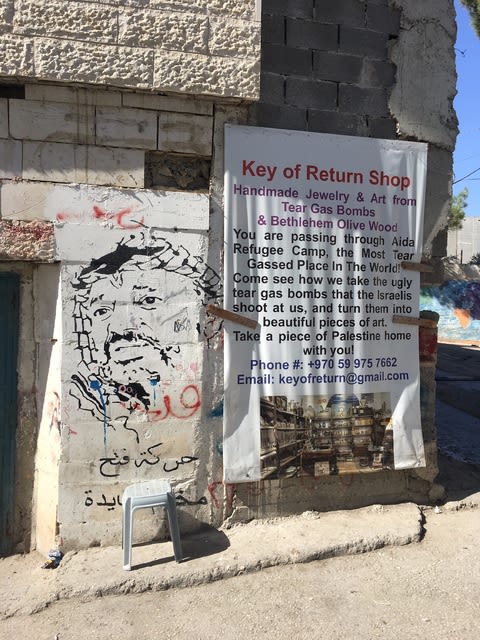 Key of Return Shop
Handmade Jewelry & Art from
Tear Gas Bombs
& Bethlehem Olive Wood
You are passing through Aida
Refugee Camp, the Most Tear
Gassed Place In The World!
Come see how we take the ugly
tear gas bombs that the Israelis
shoot at us, and turn them into
beautiful pieces of art.
Take a piece of Palestine home
with you!
Phone #: +970 59 975 7662
Email: keyofreturn@gmail.com
حركة فتح